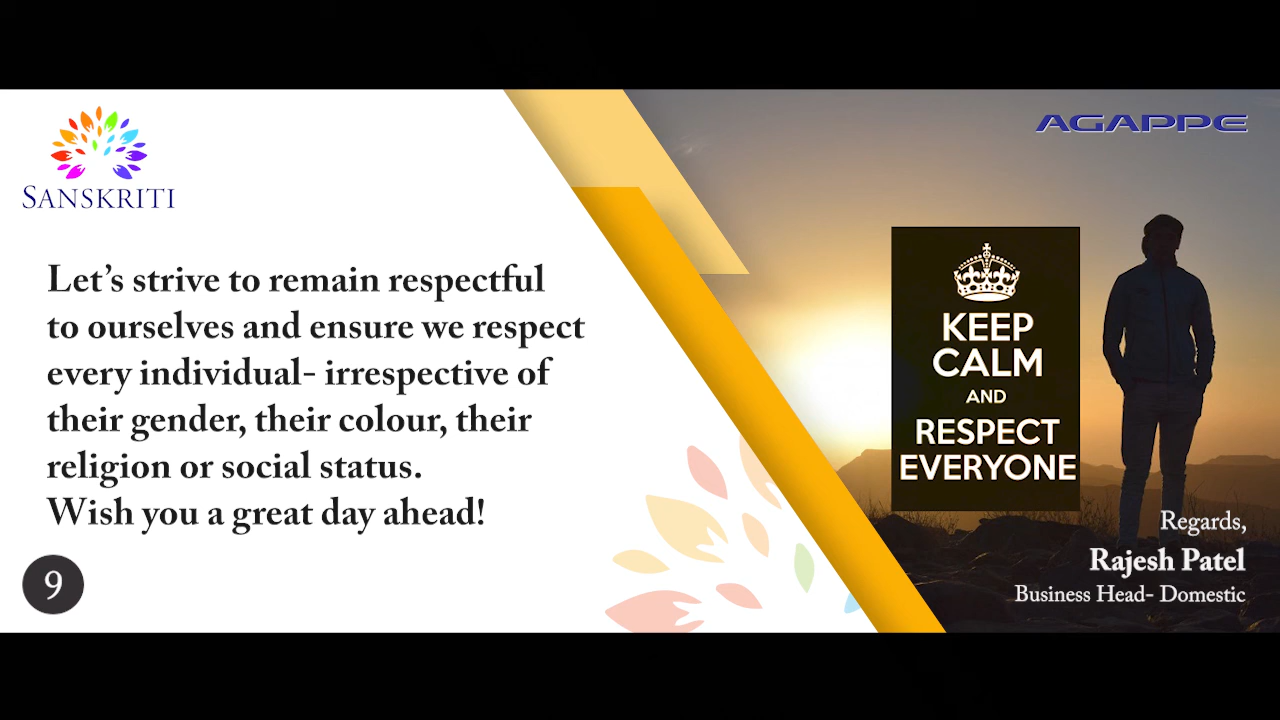 SANSKRITI
Let's strive to remain respectful
to ourselves and ensure we respect
every individual- irrespective of
their gender, their colour, their
religion or social status.
Wish you a great day ahead!
9
AGAPPE
KEEP
CALM
AND
RESPECT
EVERYONE
Regards,
Rajesh Patel
Business Head- Domestic